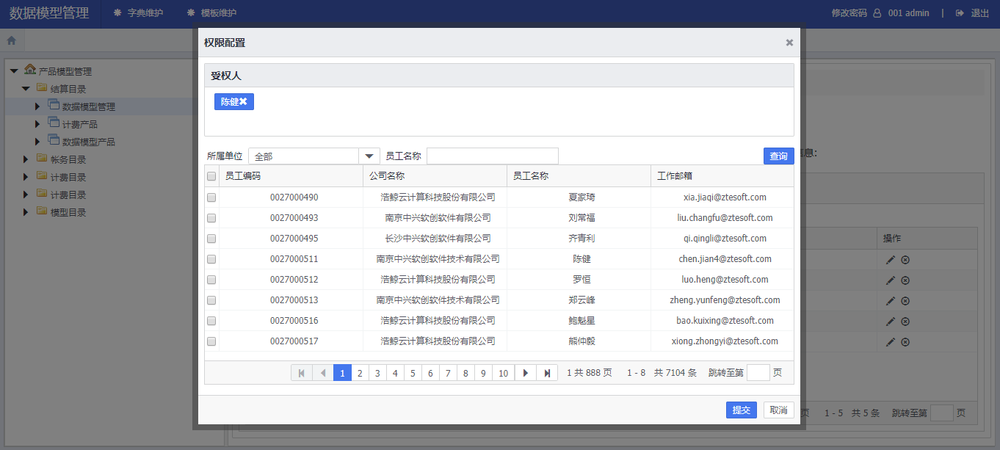 数据模型管理 字典维护 模板维护 修改密码 001 admin | 退出
产品模型管理
结算目录
数据模型管理
计费产品
数据模型产品
帐务目录
计费目录
计费目录
模型目录
权限配置
受权人
陈健
所属单位 全部 员工名称 查询
员工编码 公司名称 员工名称 工作邮箱
0027000490 浩鲸云计算科技股份有限公司 夏家琦 xia.jiaqi@ztesoft.com
0027000493 南京中兴软创软件有限公司 刘常福 liu.changfu@ztesoft.com
0027000495 长沙中兴软创软件有限公司 齐青利 qi.qingli@ztesoft.com
0027000511 南京中兴软创软件技术有限公司 陈健 chen.jian4@ztesoft.com
0027000512 浩鲸云计算科技股份有限公司 罗恒 luo.heng@ztesoft.com
0027000513 南京中兴软创软件技术有限公司 郑云峰 zheng.yunfeng@ztesoft.com
0027000516 浩鲸云计算科技股份有限公司 鲍魁星 bao.kuixing@ztesoft.com
0027000517 浩鲸云计算科技股份有限公司 熊仲毅 xiong.zhongyi@ztesoft.com
1 2 3 4 5 6 7 8 9 10 1 共 888 页 1 - 8 共 7104 条 跳转至第 页
提交 取消
息:
操作
页 1 - 5 共 5 条 跳转至第 页